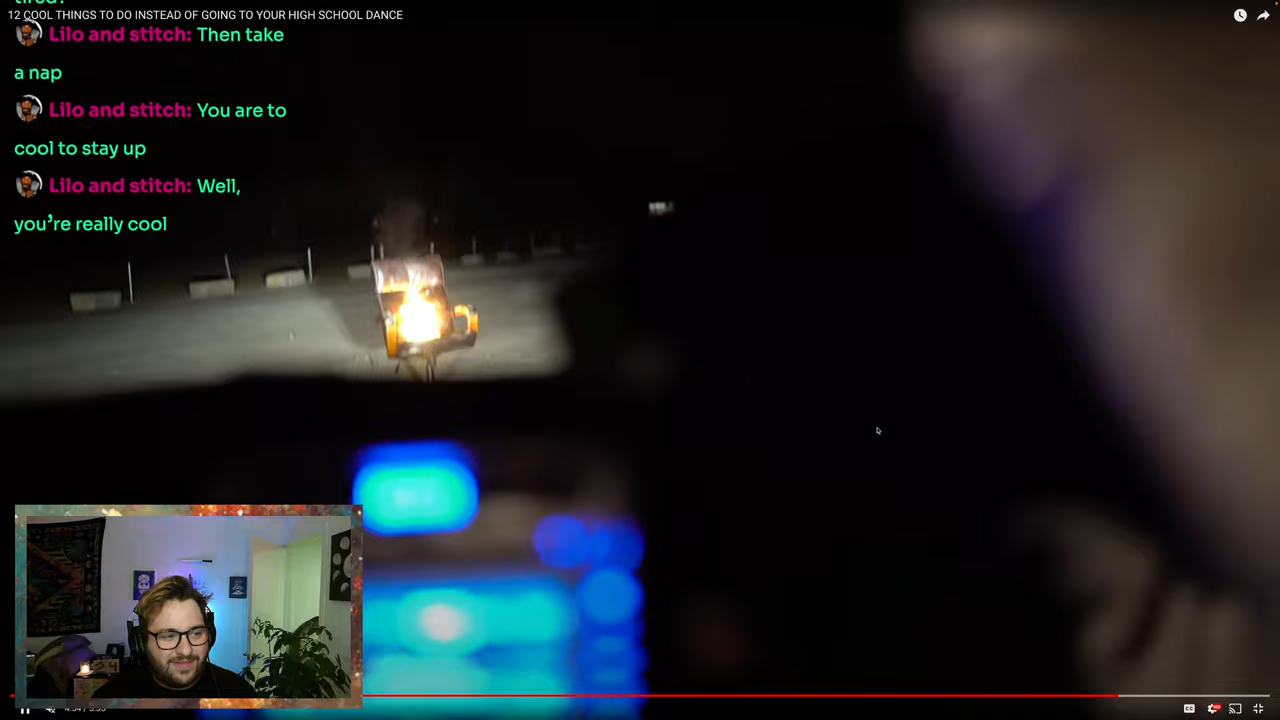 12 COOL THINGS TO DO INSTEAD OF GOING TO YOUR HIGH SCHOOL DANCE
Lilo and stitch: Then take
a nap
Lilo and stitch: You are to
cool to stay up
Lilo and stitch: Well,
you're really cool